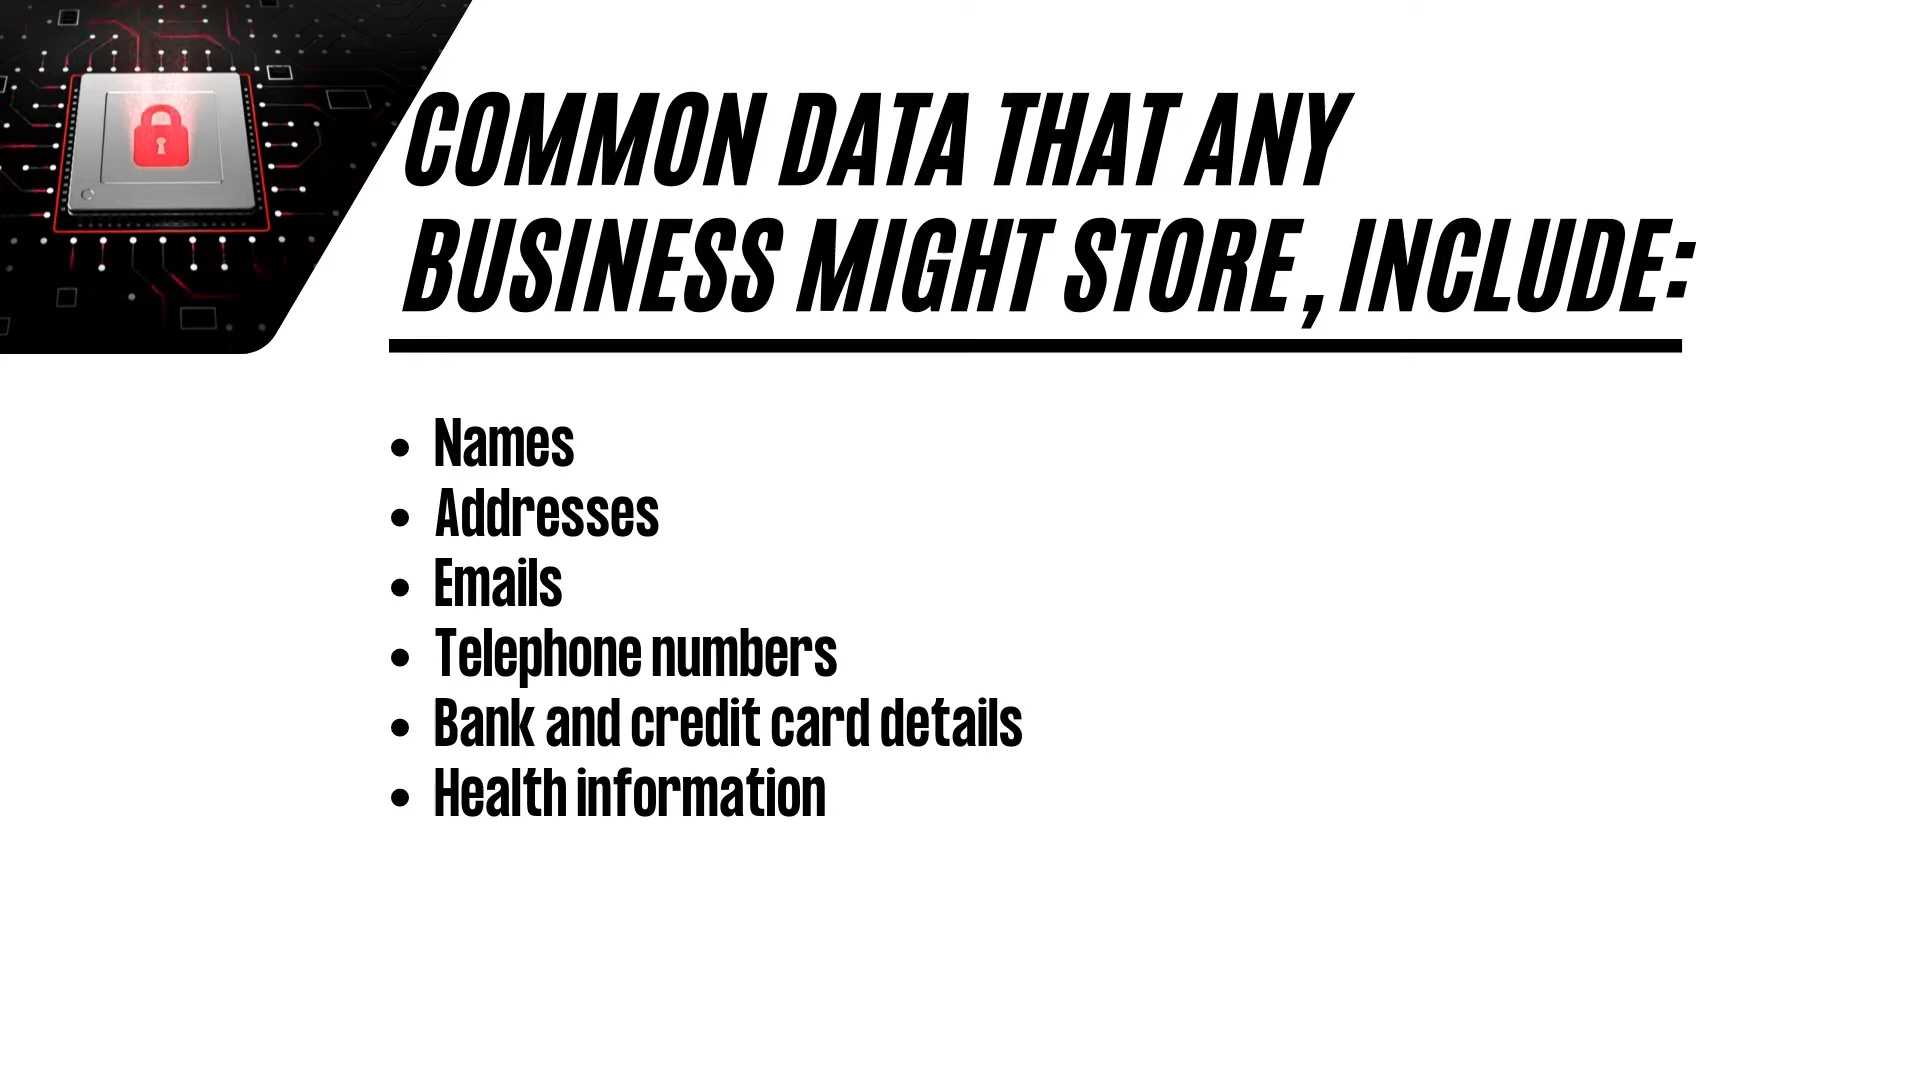 COMMON DATA THAT ANY
BUSINESS MIGHT STORE, INCLUDE:
• Names
• Addresses
• Emails
• Telephone numbers
• Bank and credit card details
• Health information